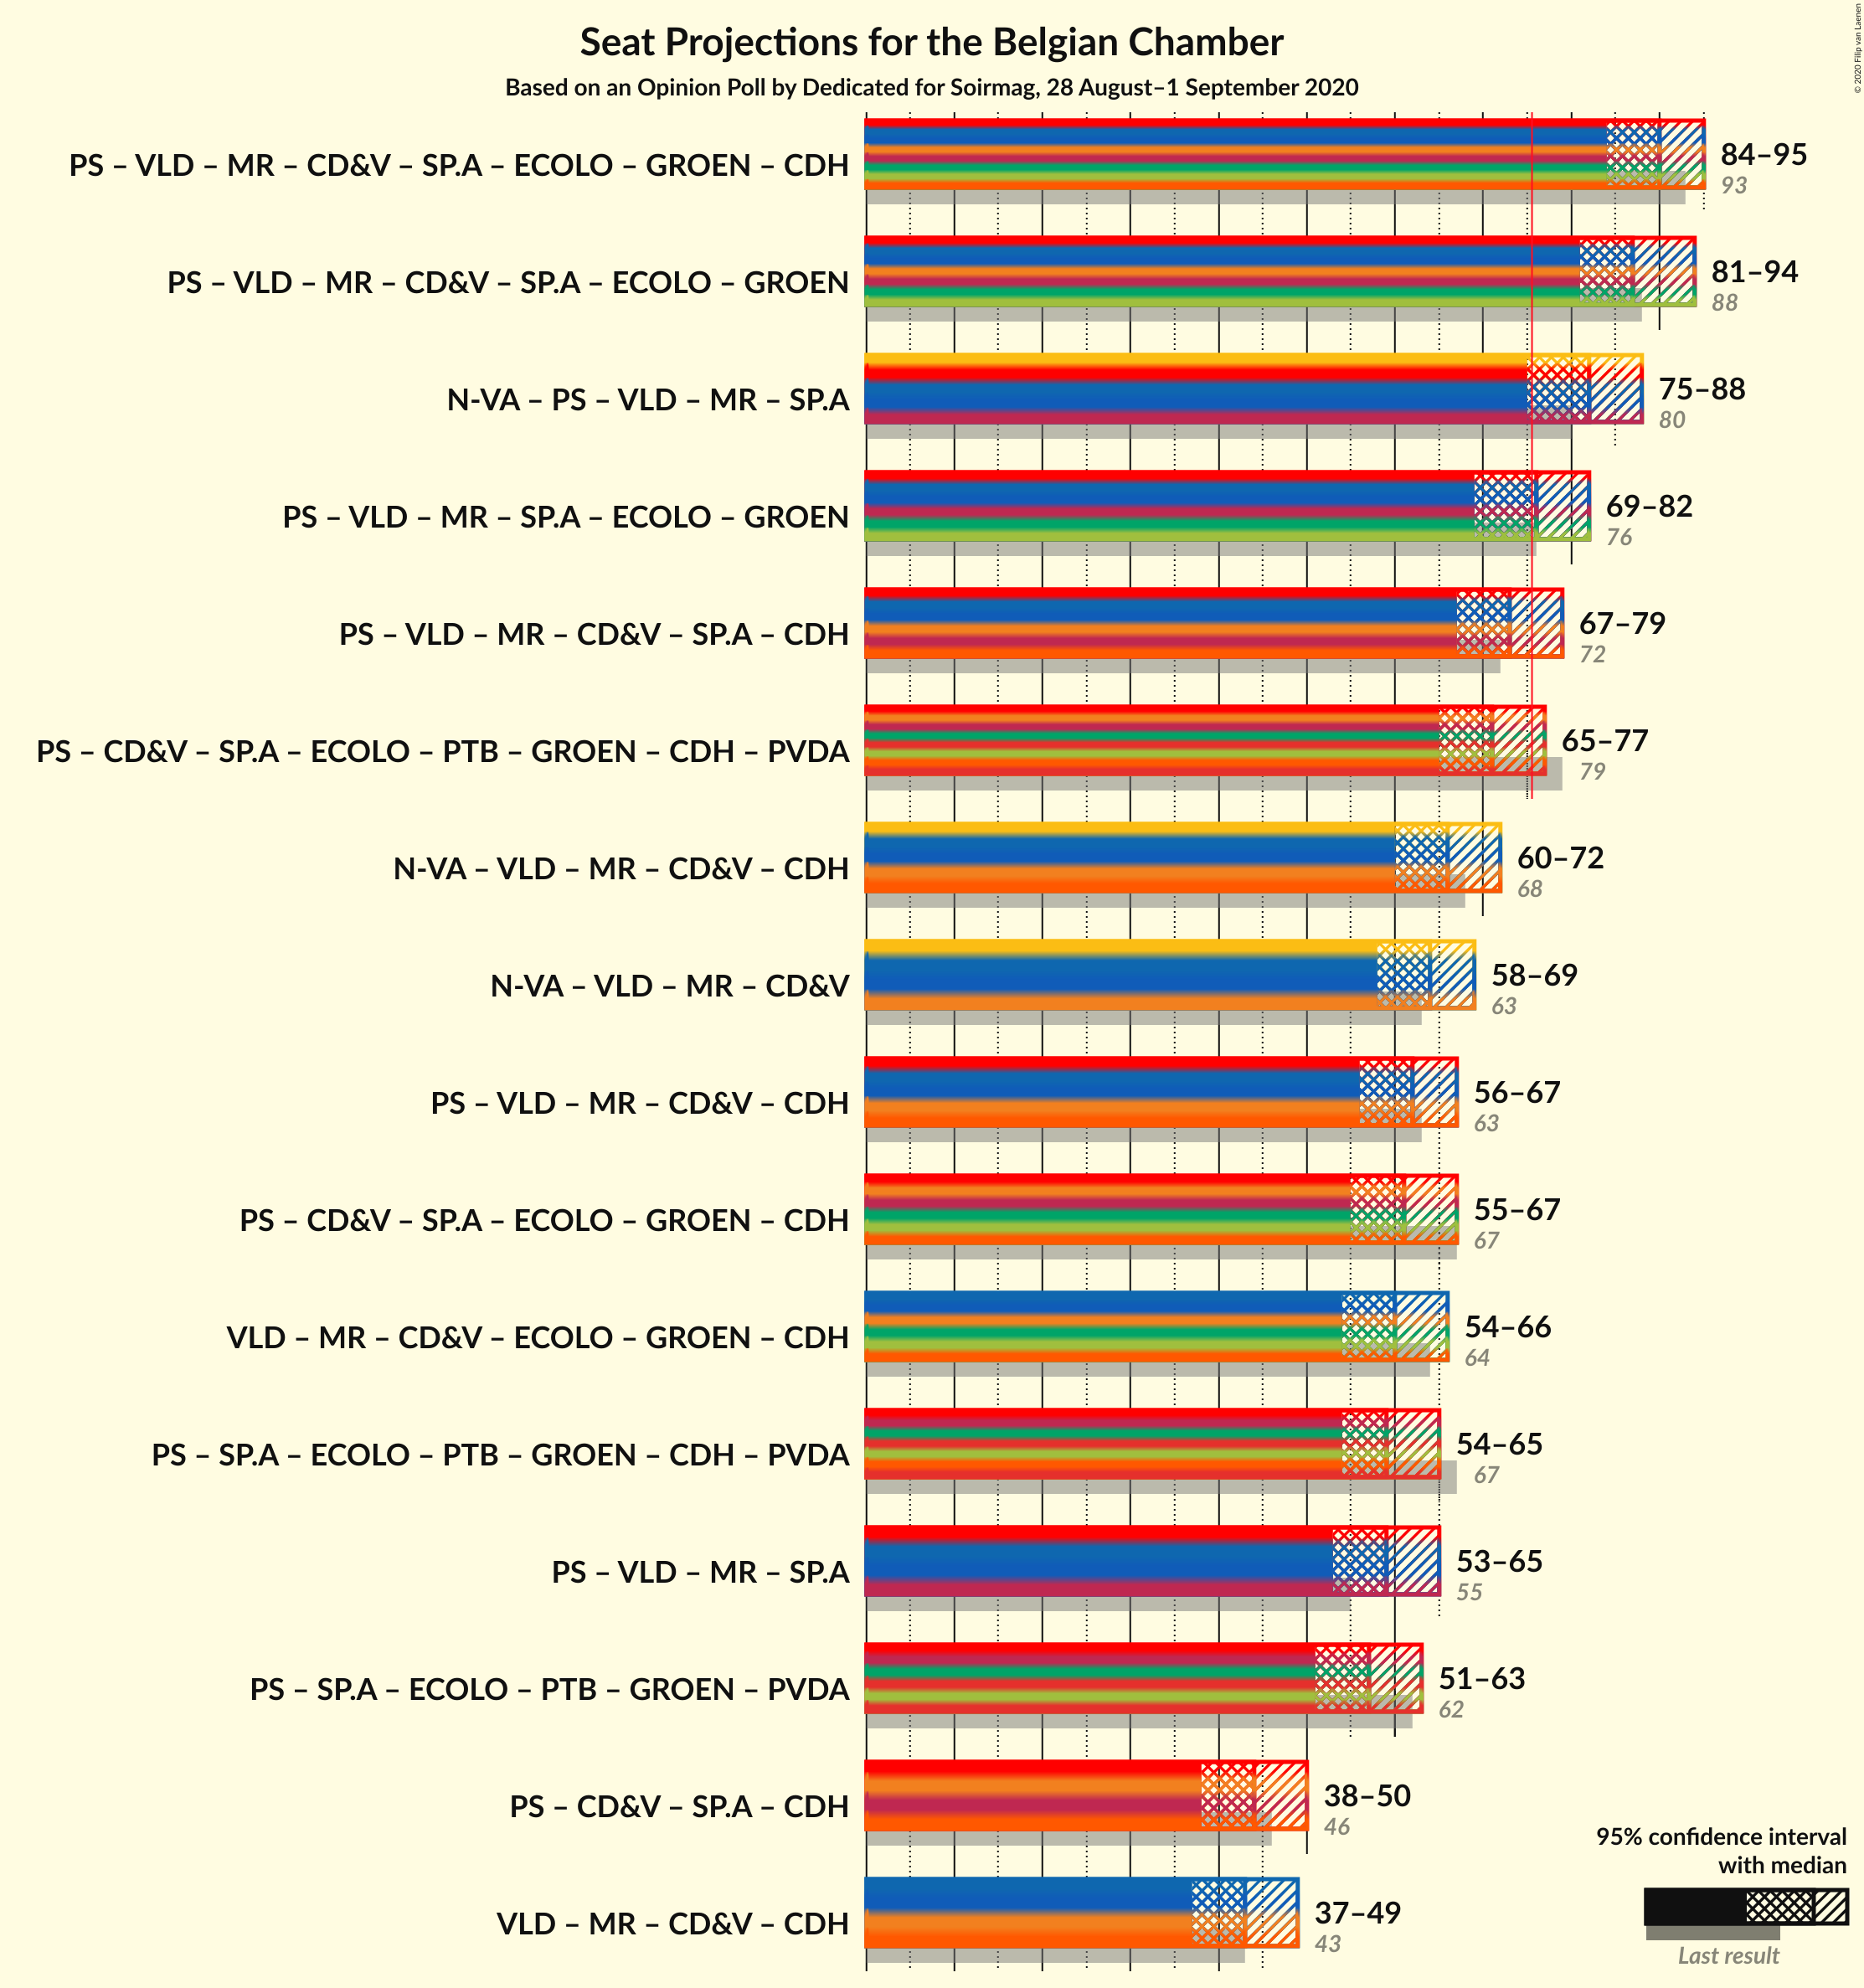 © 2020 Filip van Laenen
Seat Projections for the Belgian Chamber
Based on an Opinion Poll by Dedicated for Soirmag, 28 August–1 September 2020
PS – VLD – MR – CD&V – SP.A – ECOLO – GROEN – CDH
84–95
93
PS – VLD – MR – CD&V – SP.A – ECOLO – GROEN
81–94
88
N-VA – PS – VLD – MR – SP.A
75–88
80
PS – VLD – MR – SP.A – ECOLO – GROEN
69–82
76
PS – VLD – MR – CD&V – SP.A – CDH
67–79
72
PS – CD&V – SP.A – ECOLO – PTB – GROEN – CDH – PVDA
65–77
79
N-VA – VLD – MR – CD&V – CDH
60–72
68
N-VA – VLD – MR – CD&V
58–69
63
PS – VLD – MR – CD&V – CDH
56–67
63
PS – CD&V – SP.A – ECOLO – GROEN – CDH
55–67
67
VLD – MR – CD&V – ECOLO – GROEN – CDH
54–66
64
PS – SP.A – ECOLO – PTB – GROEN – CDH – PVDA
54–65
67
PS – VLD – MR – SP.A
53–65
55
PS – SP.A – ECOLO – PTB – GROEN – PVDA
51–63
62
PS – CD&V – SP.A – CDH
38–50
46
VLD – MR – CD&V – CDH
37–49
43
95% confidence interval
with median
Last result